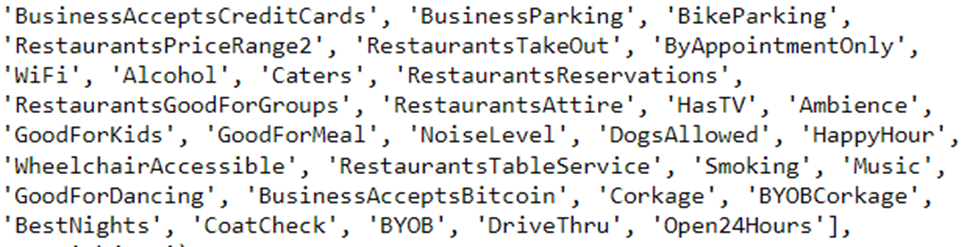 'BusinessAcceptsCreditCards', 'BusinessParking', 'BikeParking',
'RestaurantsPriceRange2', 'RestaurantsTakeOut', 'ByAppointmentOnly',
'WiFi', 'Alcohol', 'Caters', 'RestaurantsReservations',
'RestaurantsGoodForGroups', 'RestaurantsAttire', 'HasTV', 'Ambience',
'GoodForKids', 'GoodForMeal', 'NoiseLevel', 'DogsAllowed', 'HappyHour',
'WheelchairAccessible', 'RestaurantsTableService', 'Smoking', 'Music',
'GoodForDancing', 'BusinessAcceptsBitcoin', 'Corkage', 'BYOBCorkage',
'BestNights', 'CoatCheck', 'BYOB', 'DriveThru', 'Open24Hours'],